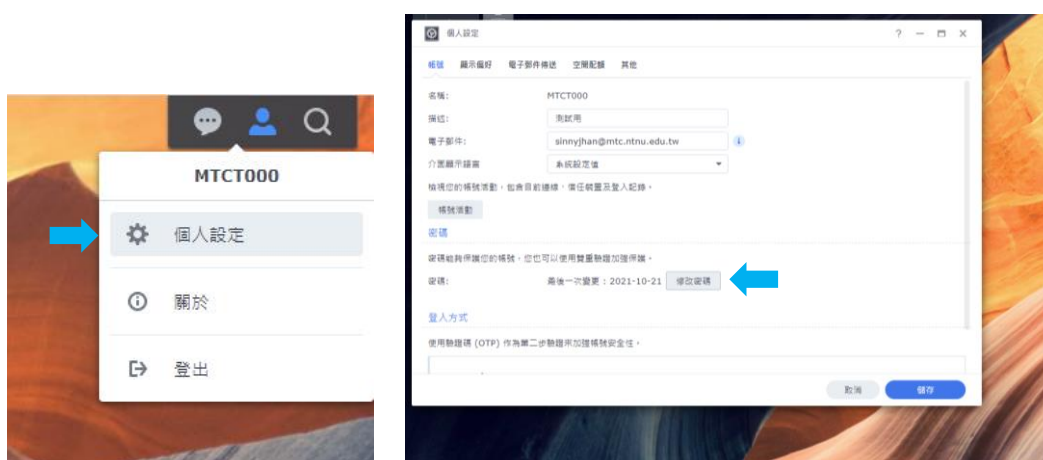 MTCT000
個人設定
關於
登出
個人設定
帳號 顯示偏好 電子郵件傳送 空間配額 其他
名稱: MTCT000
描述: 測試用
電子郵件: sinnyjhan@mtc.ntnu.edu.tw
介面顯示語言 系統設定值
檢視您的帳號活動，包含目前連線、信任裝置及登入記錄。
帳號活動
密碼
密碼能夠保護您的帳號，您也可以使用雙重驗證加強保護。
密碼: 最後一次變更：2021-10-21 修改密碼
登入方式
使用驗證碼 (OTP) 作為第二步驗證來加強帳號安全性。
取消 儲存